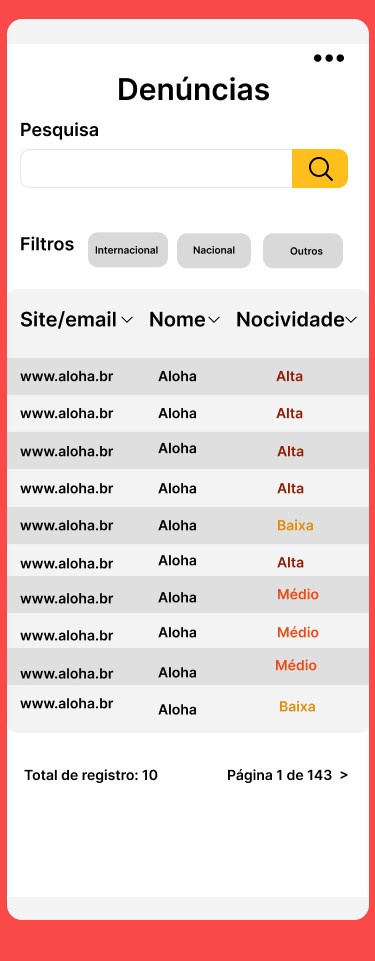 Denúncias
Pesquisa
Filtros Internacional Nacional Outros
Site/email Nome Nocividade
www.aloha.br Aloha Alta
www.aloha.br Aloha Alta
www.aloha.br Aloha Alta
www.aloha.br Aloha Alta
www.aloha.br Aloha Baixa
www.aloha.br Aloha Alta
www.aloha.br Aloha Médio
www.aloha.br Aloha Médio
www.aloha.br Aloha Médio
www.aloha.br Aloha Baixa
Total de registro: 10 Página 1 de 143 >